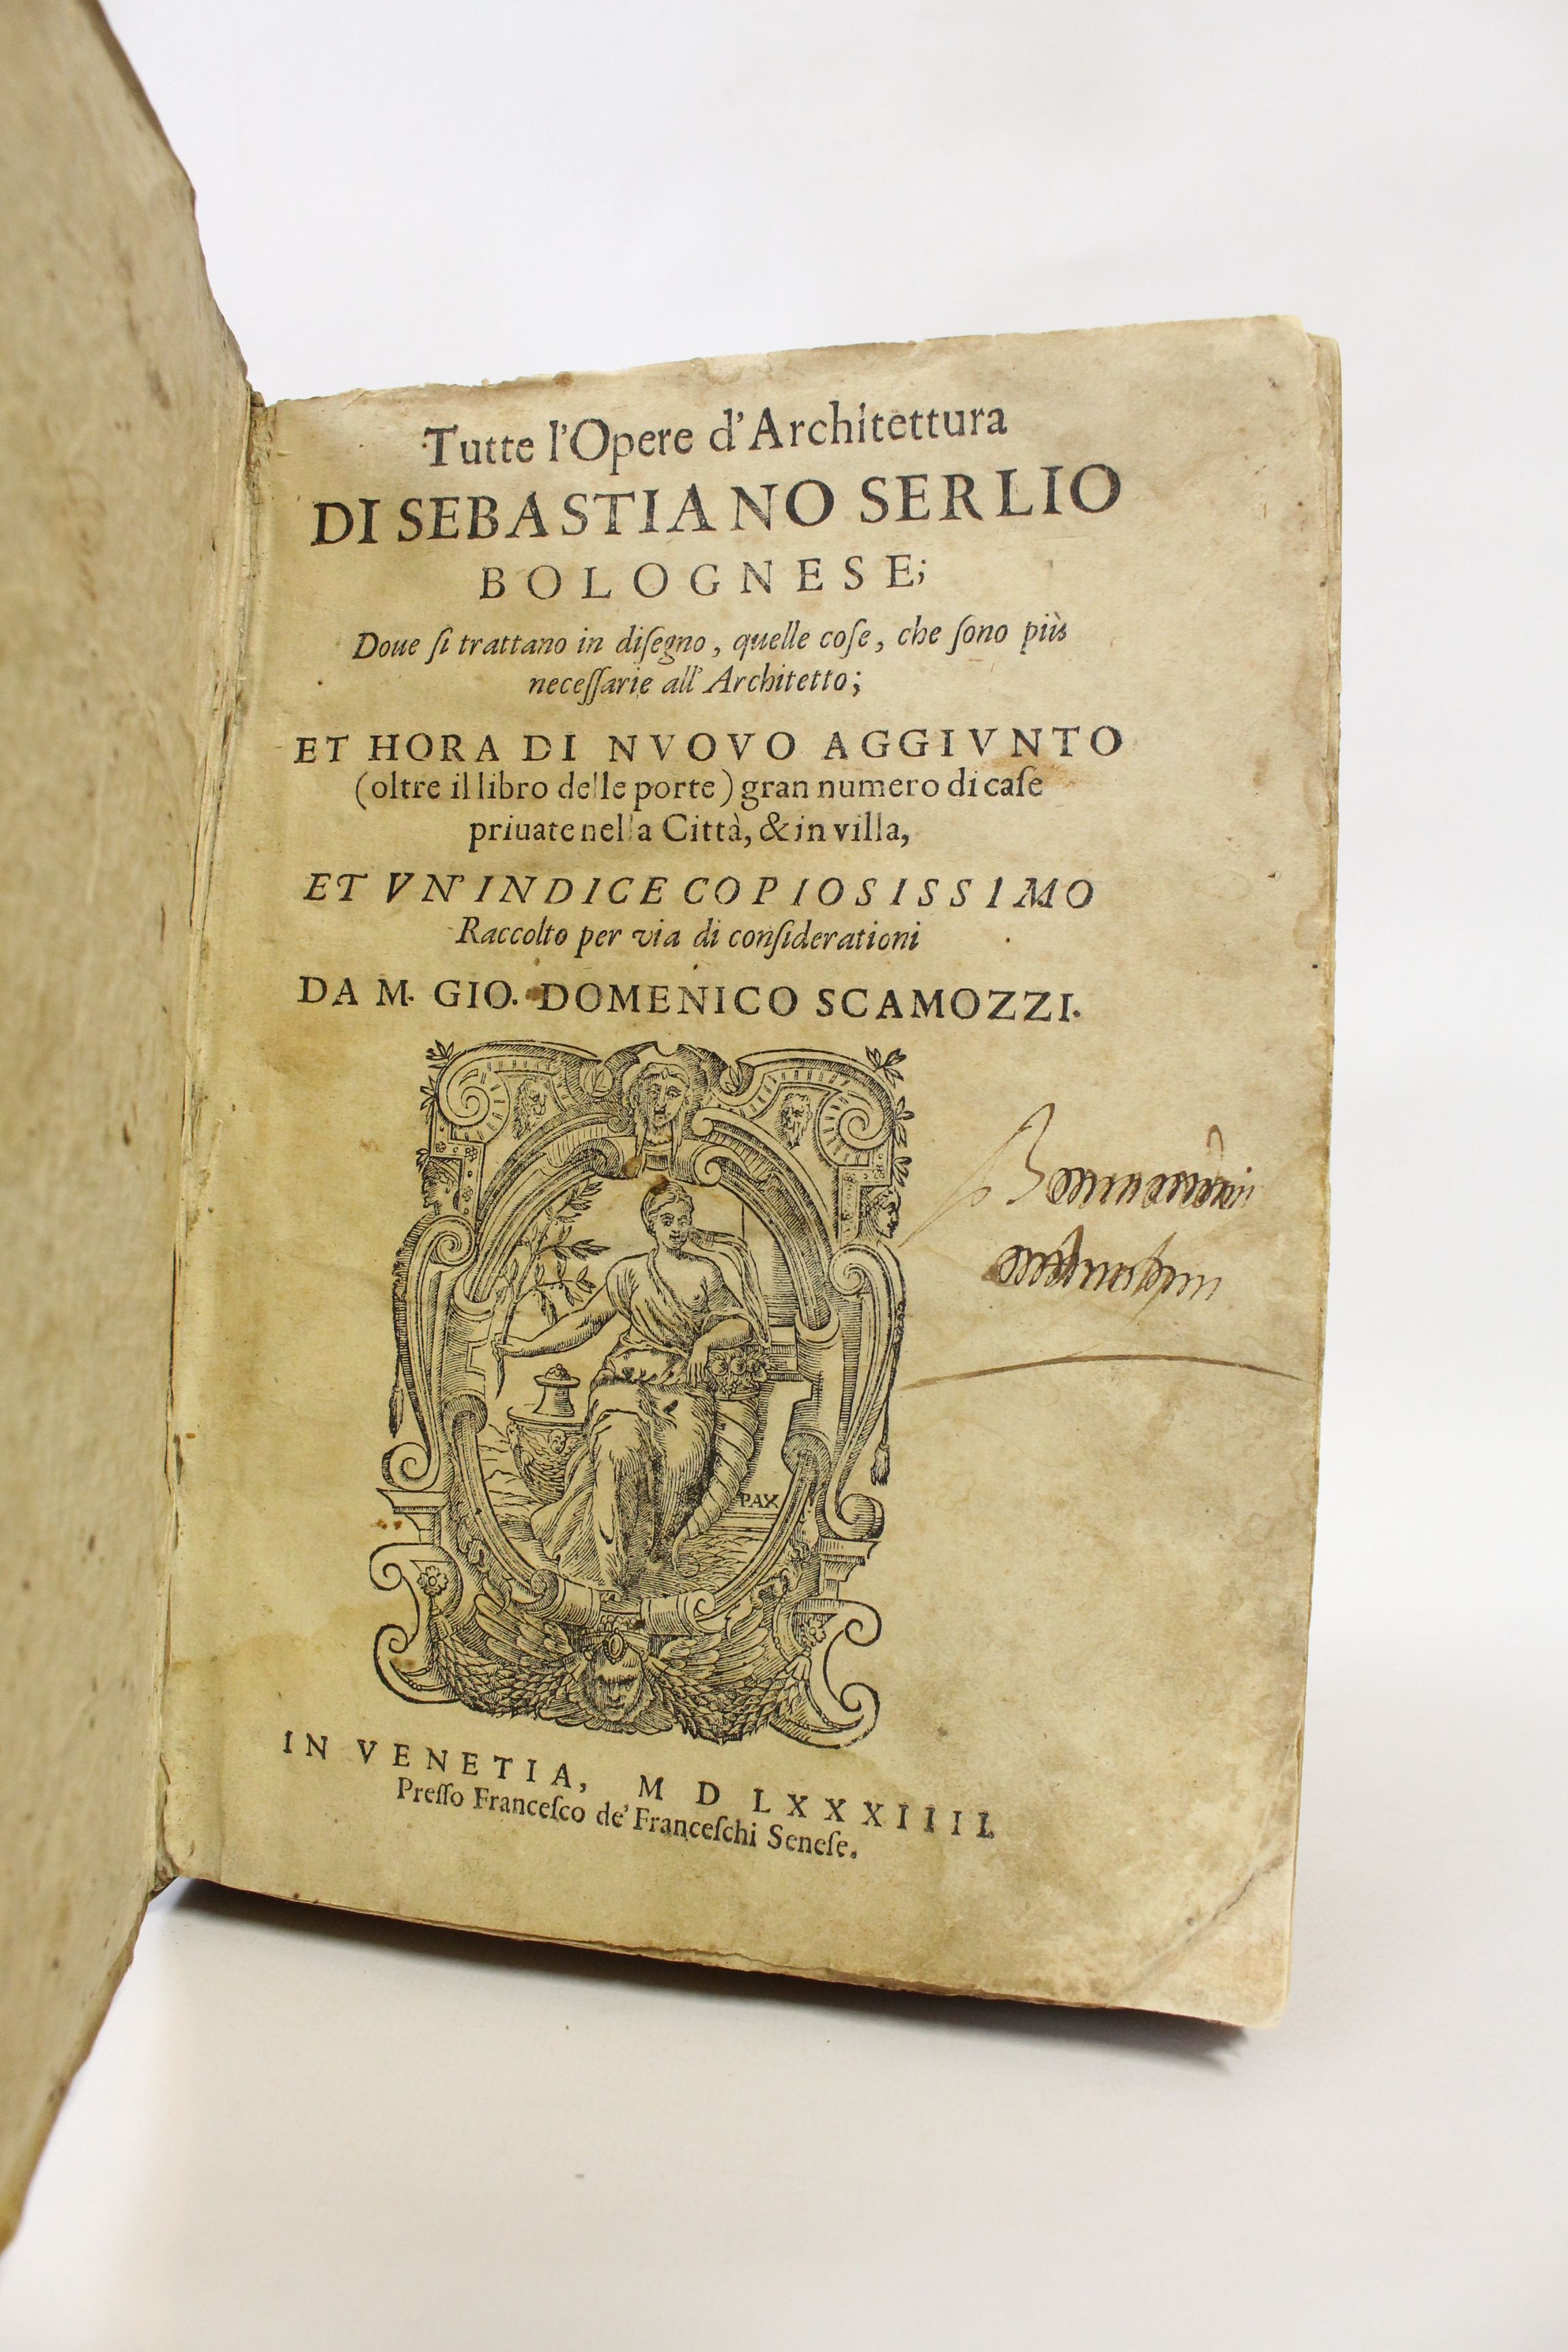 Tutte l'Opere d'Architettura
DI SEBASTIANO SERLIO
BOLOGNESE;
Doue ſi trattano in diſegno, quelle coſe, che ſono più
neceſſarie all'Architetto;
ET HORA DI NVOVO AGGIVNTO
(oltre il libro delle porte) gran numero di caſe
priuate nella Città, & in villa,
ET VN' INDICE COPIOSISSIMO
Raccolto per via di conſiderationi
DA M. GIO. DOMENICO SCAMOZZI.
PAX
IN VENETIA, M D LXXXIIII.
Preſſo Franceſco de' Franceſchi Seneſe.